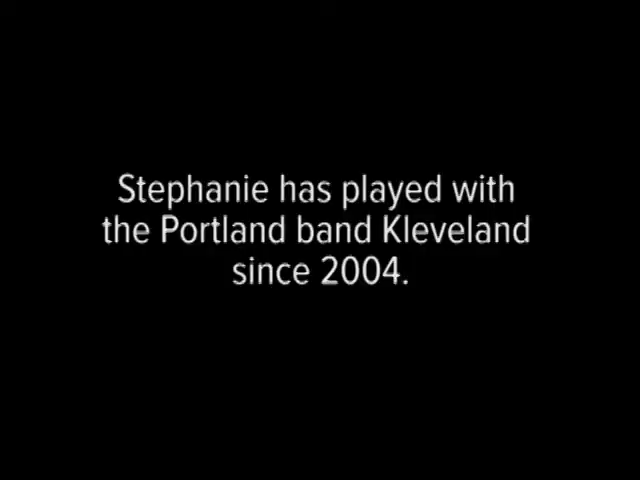 Stephanie has played with
the Portland band Kleveland
since 2004.